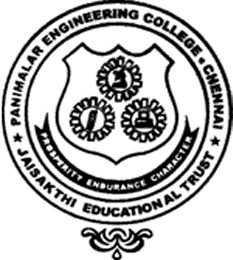 PANIMALAR ENGINEERING COLLEGE • CHENNAI
PROSPERITY ENDURANCE CHARACTER
★ JAISAKTHI EDUCATIONAL TRUST ★